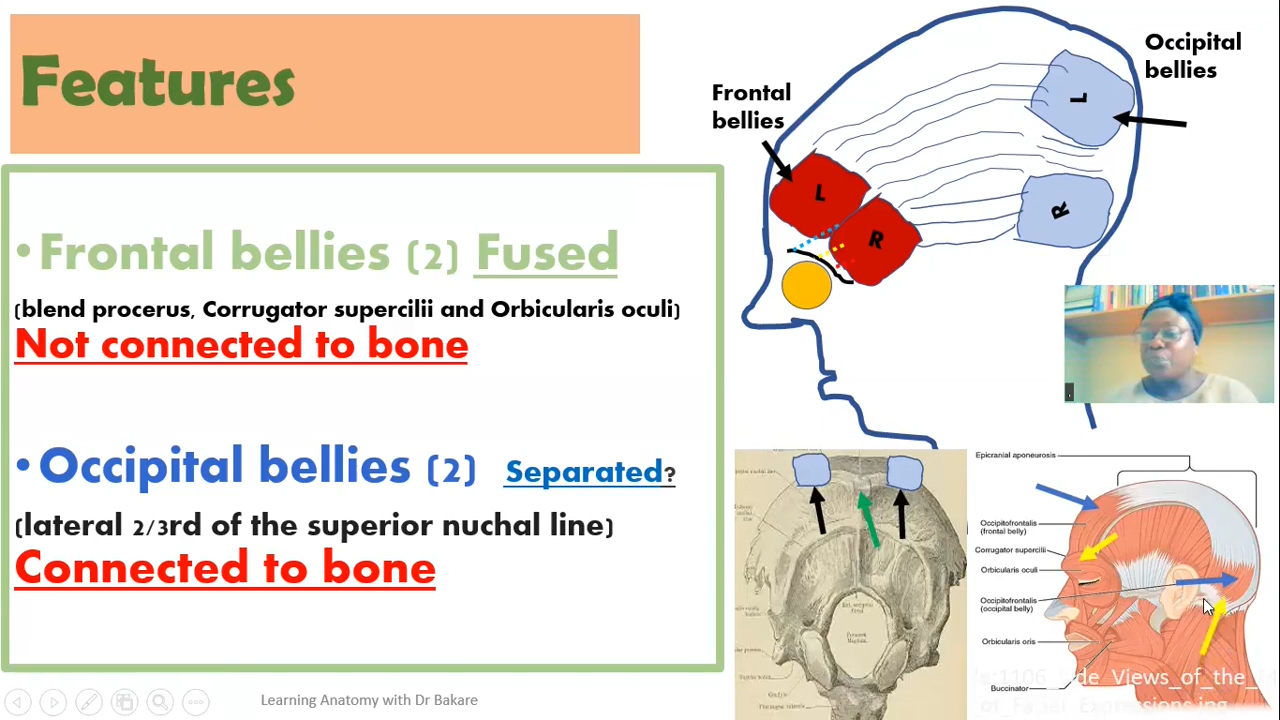 Features
•Frontal bellies (2) Fused
(blend procerus, Corrugator supercilii and Orbicularis oculi)
Not connected to bone
•Occipital bellies (2) Separated?
(lateral 2/3rd of the superior nuchal line)
Connected to bone
Learning Anatomy with Dr Bakare
Frontal
bellies
Occipital
bellies
L
R
L
R
Epicranial aponeurosis
Occipitofrontalis
(frontal belly)
Corrugator supercilii
Orbicularis oculi
Occipitofrontalis
(occipital belly)
Orbicularis oris
Buccinator
Views_of_the